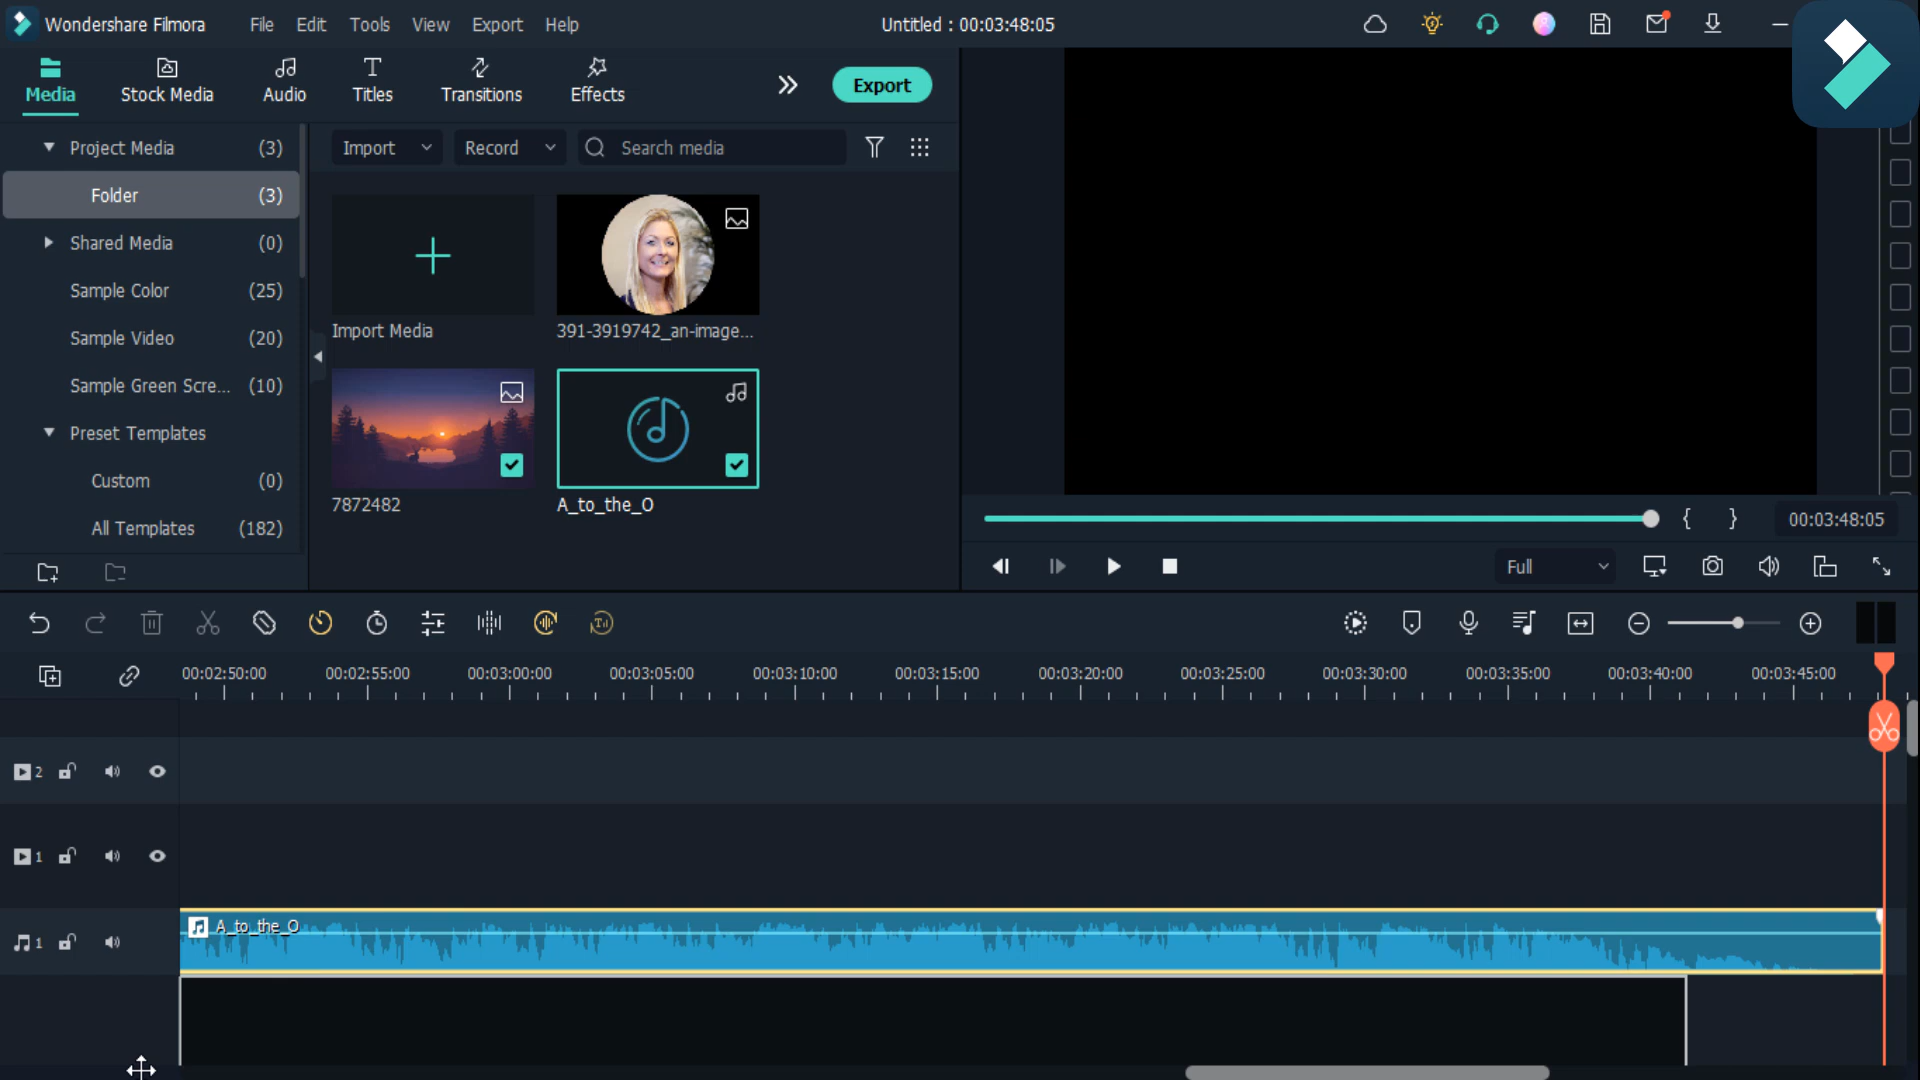 Wondershare Filmora File Edit Tools View Export Help Untitled : 00:03:48:05
Media Stock Media Audio Titles Transitions Effects Export
Project Media (3)
Folder (3)
Shared Media (0)
Sample Color (25)
Sample Video (20)
Sample Green Scre... (10)
Preset Templates
Custom (0)
All Templates (182)
Import Record Search media
Import Media
391-3919742_an-image...
7872482
A_to_the_O
{ } 00:03:48:05
Full
00:02:50:00 00:02:55:00 00:03:00:00 00:03:05:00 00:03:10:00 00:03:15:00 00:03:20:00 00:03:25:00 00:03:30:00 00:03:35:00 00:03:40:00 00:03:45:00
2
1
1
A_to_the_O